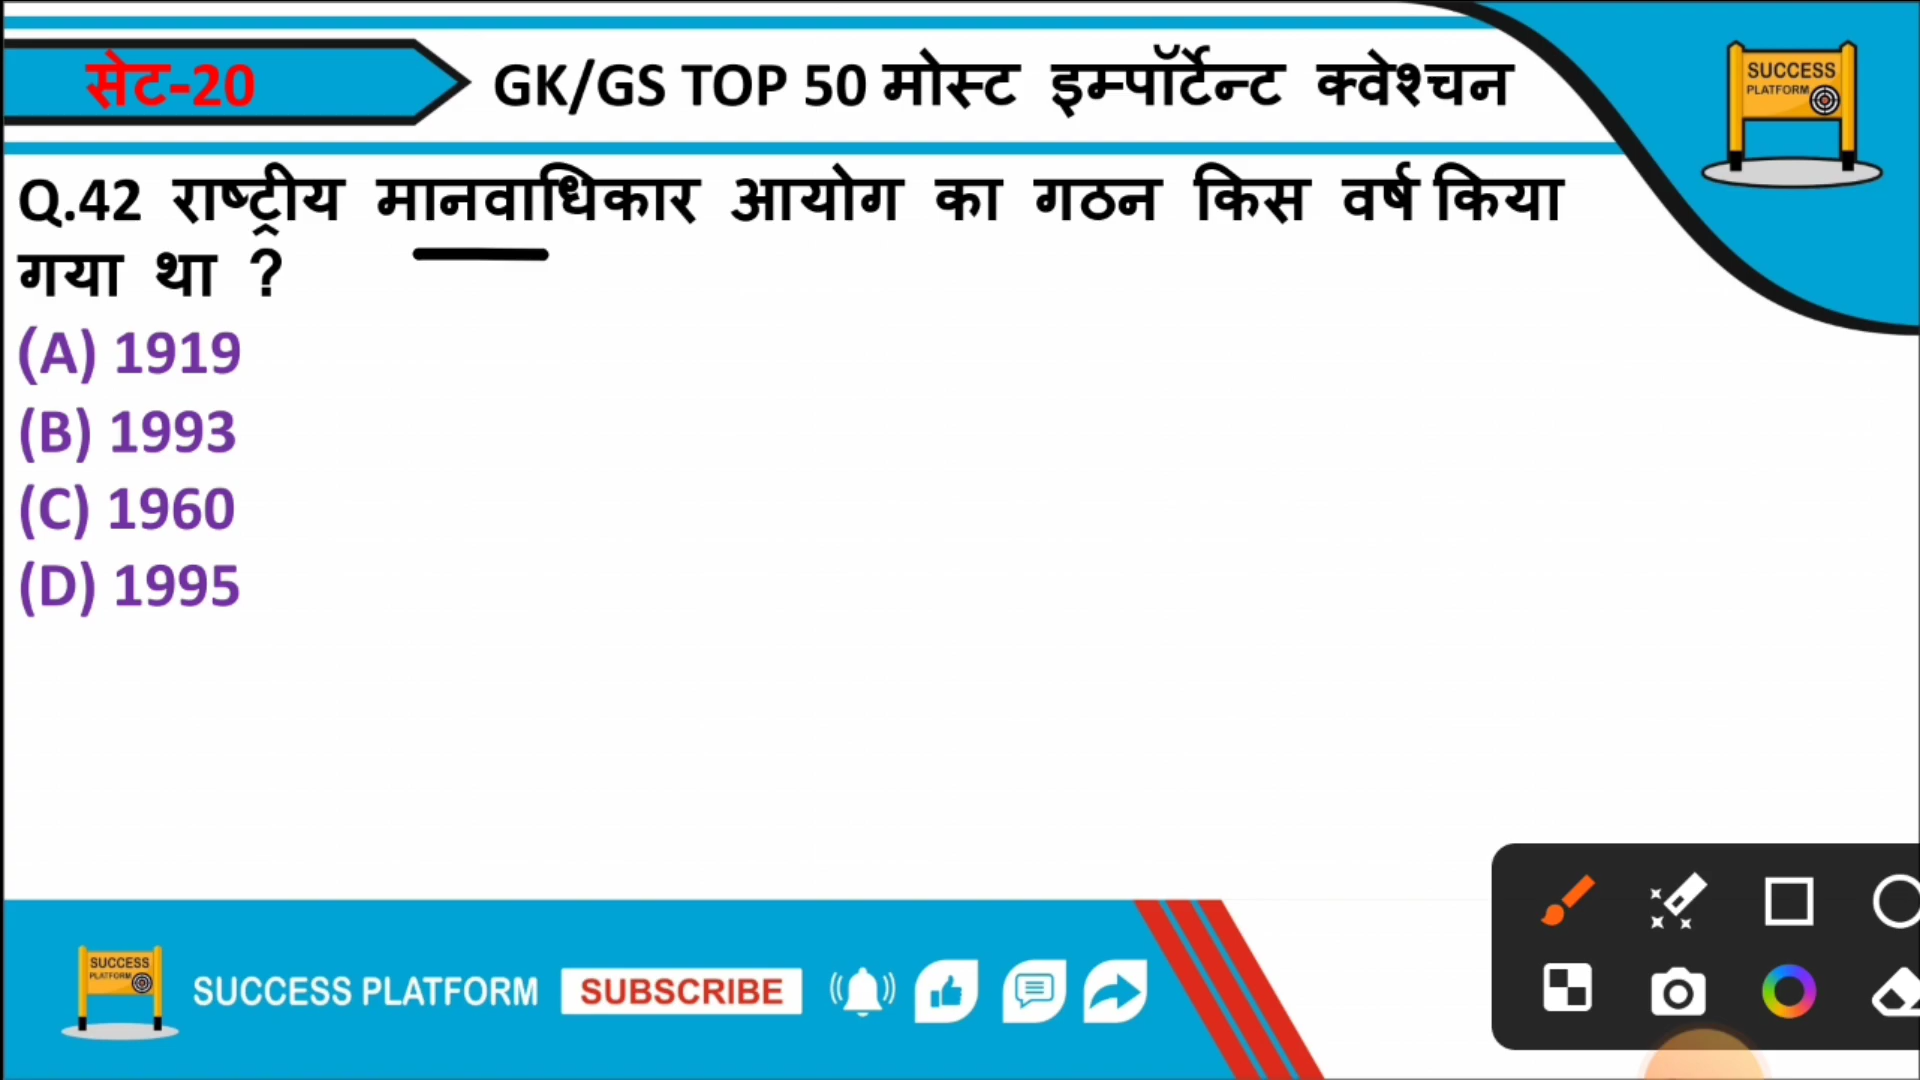 सेट-20
GK/GS TOP 50 मोस्ट इम्पॉर्टेन्ट क्वेश्चन
SUCCESS
PLATFORM
Q.42 राष्ट्रीय मानवाधिकार आयोग का गठन किस वर्ष किया
गया था ?
(A) 1919
(B) 1993
(C) 1960
(D) 1995
SUCCESS
PLATFORM
SUCCESS PLATFORM
SUBSCRIBE